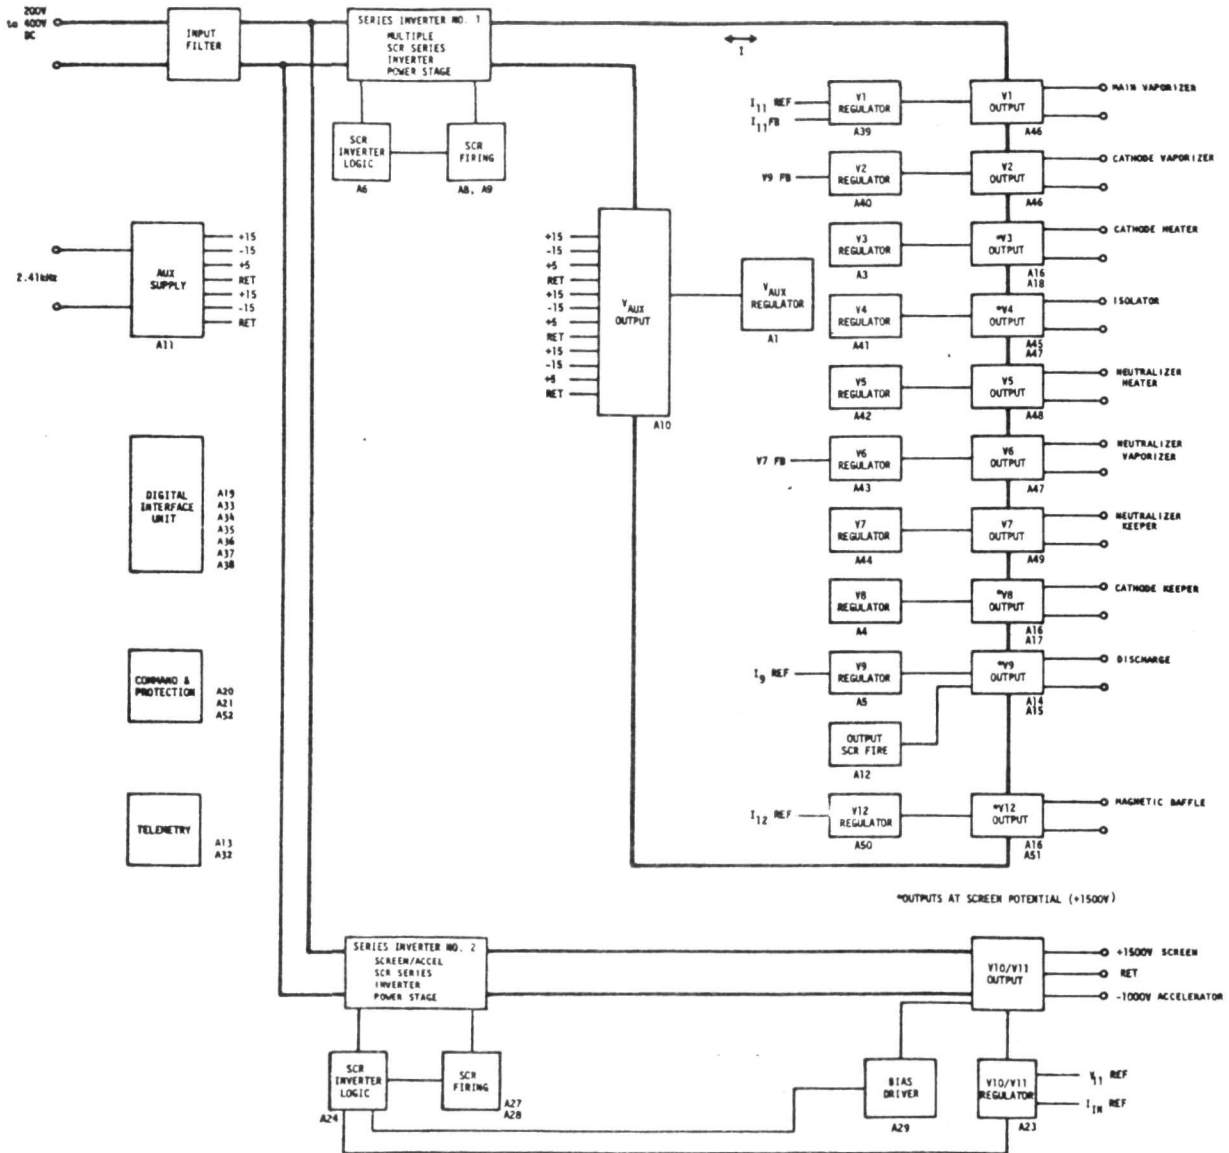 200V
to 400V
DC
INPUT
FILTER
SERIES INVERTER NO. 1
MULTIPLE
SCR SERIES
INVERTER
POWER STAGE
SCR
INVERTER
LOGIC
A6
SCR
FIRING
A8, A9
I
2.41kHz
AUX
SUPPLY
A11
+15
-15
+5
RET
+15
-15
RET
+15
-15
+5
RET
+15
-15
+5
RET
+15
-15
+5
RET
VAUX
OUTPUT
A10
VAUX
REGULATOR
A1
I11 REF
I11 FB
V1
REGULATOR
A39
V1
OUTPUT
A46
MAIN VAPORIZER
V9 FB
V2
REGULATOR
A40
V2
OUTPUT
A46
CATHODE VAPORIZER
V3
REGULATOR
A3
*V3
OUTPUT
A16
A18
CATHODE HEATER
V4
REGULATOR
A41
*V4
OUTPUT
A45
A47
ISOLATOR
V5
REGULATOR
A42
V5
OUTPUT
A48
NEUTRALIZER
HEATER
V7 FB
V6
REGULATOR
A43
V6
OUTPUT
A47
NEUTRALIZER
VAPORIZER
V7
REGULATOR
A44
V7
OUTPUT
A49
NEUTRALIZER
KEEPER
V8
REGULATOR
A4
*V8
OUTPUT
A16
A17
CATHODE KEEPER
I9 REF
V9
REGULATOR
A5
*V9
OUTPUT
A14
A15
DISCHARGE
OUTPUT
SCR FIRE
A12
I12 REF
V12
REGULATOR
A50
*V12
OUTPUT
A16
A51
MAGNETIC BAFFLE
DIGITAL
INTERFACE
UNIT
A19
A33
A34
A35
A36
A37
A38
COMMAND &
PROTECTION
A20
A21
A52
TELEMETRY
A13
A32
*OUTPUTS AT SCREEN POTENTIAL (+1500V)
SERIES INVERTER NO. 2
SCREEN/ACCEL
SCR SERIES
INVERTER
POWER STAGE
V10/V11
OUTPUT
+1500V SCREEN
RET
-1000V ACCELERATOR
SCR
INVERTER
LOGIC
A24
SCR
FIRING
A27
A28
BIAS
DRIVER
A29
V10/V11
REGULATOR
A23
V11 REF
IIN REF